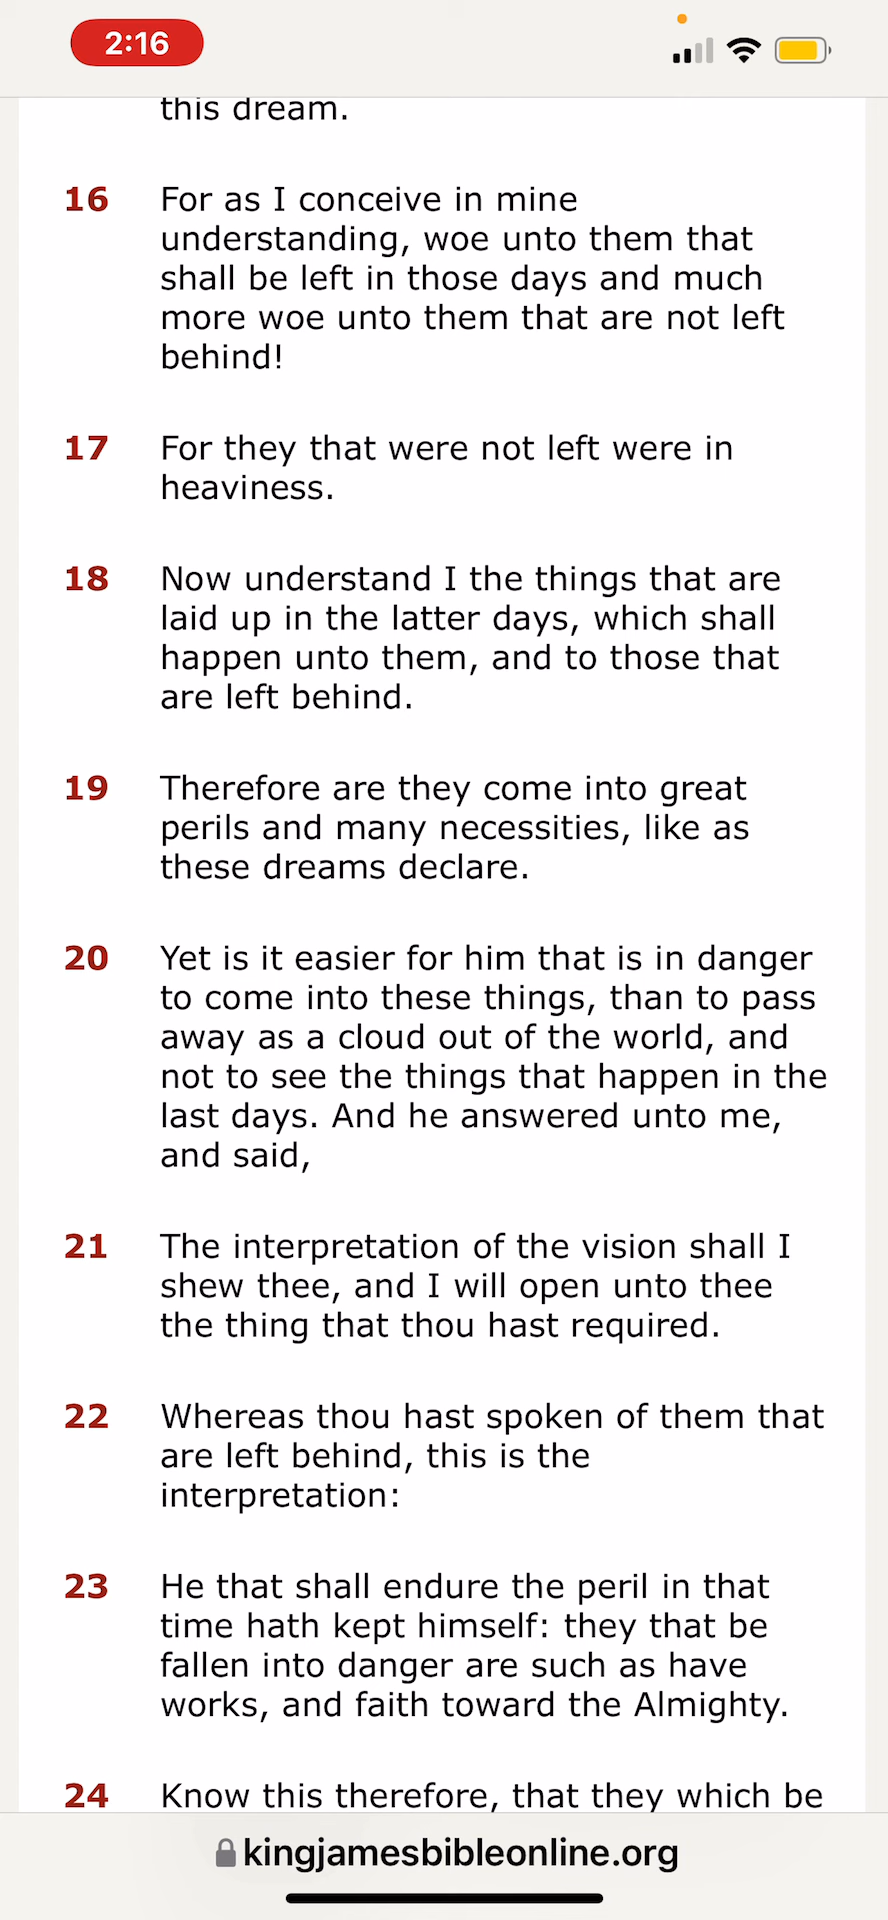 2:16
this dream.
16 For as I conceive in mine
understanding, woe unto them that
shall be left in those days and much
more woe unto them that are not left
behind!
17 For they that were not left were in
heaviness.
18 Now understand I the things that are
laid up in the latter days, which shall
happen unto them, and to those that
are left behind.
19 Therefore are they come into great
perils and many necessities, like as
these dreams declare.
20 Yet is it easier for him that is in danger
to come into these things, than to pass
away as a cloud out of the world, and
not to see the things that happen in the
last days. And he answered unto me,
and said,
21 The interpretation of the vision shall I
shew thee, and I will open unto thee
the thing that thou hast required.
22 Whereas thou hast spoken of them that
are left behind, this is the
interpretation:
23 He that shall endure the peril in that
time hath kept himself: they that be
fallen into danger are such as have
works, and faith toward the Almighty.
24 Know this therefore, that they which be
kingjamesbibleonline.org